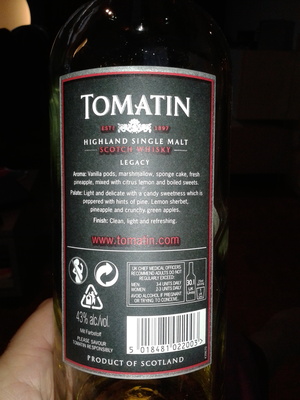 TOMATIN
ESTD 1897
HIGHLAND SINGLE MALT
SCOTCH WHISKY
LEGACY
Aroma: Vanilla pods, marshmallow, sponge cake, fresh
pineapple, mixed with citrus lemon and boiled sweets.
Palate: Light and delicate with a candy sweetness which is
peppered with hints of pine. Lemon sherbet,
pineapple and crunchy green apples.
Finish: Clean, light and refreshing.
www.tomatin.com
UK CHIEF MEDICAL OFFICERS
RECOMMEND ADULTS DO NOT
REGULARLY EXCEED:
MEN 3-4 UNITS DAILY
WOMEN 2-3 UNITS DAILY
AVOID ALCOHOL IF PREGNANT
OR TRYING TO CONCEIVE.
43% alc/vol.
Mit Farbstoff
PLEASE SAVOUR
TOMATIN RESPONSIBLY
5 018481 022003
PRODUCT OF SCOTLAND